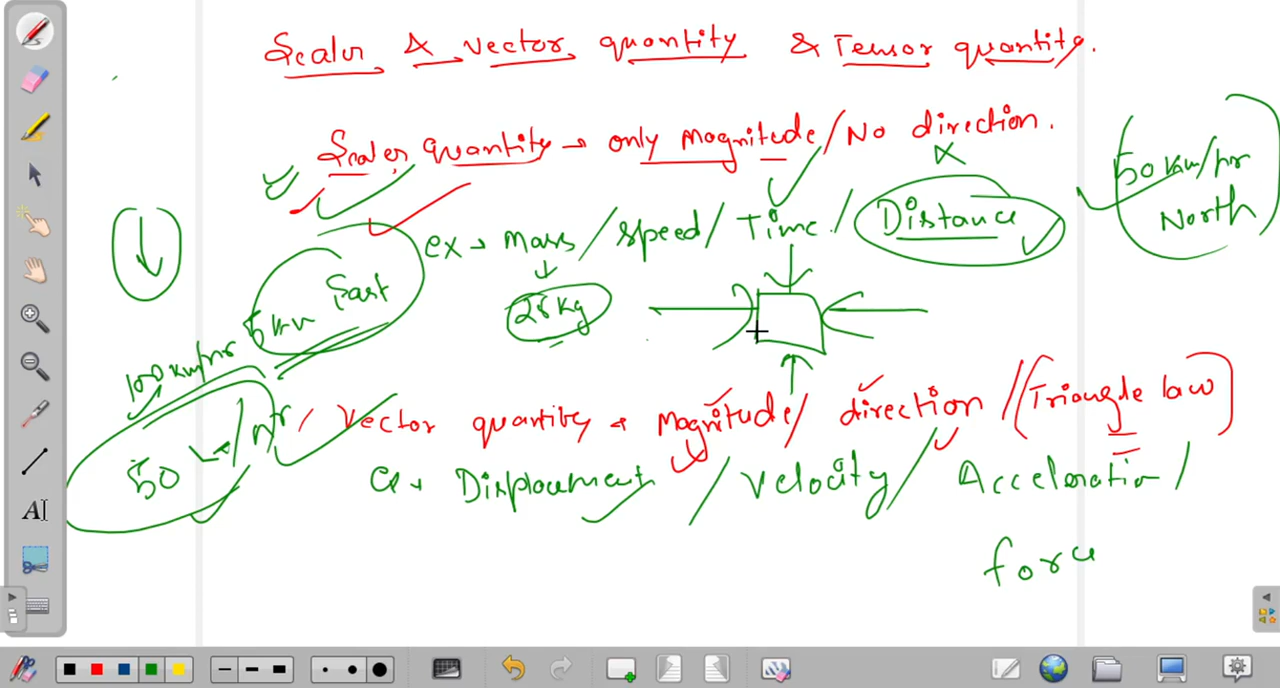 Scalar & vector quantity & Tensor quantity.
Scalar quantity → only magnitude / No direction.
50 km/hr
North
ex → Mass / speed / Time / Distance
5 km East
25 kg
100 km/hr
Vector quantity → Magnitude / direction / (Triangle law)
50 km/hr
ex → Displacement / Velocity / Acceleration /
force
AI